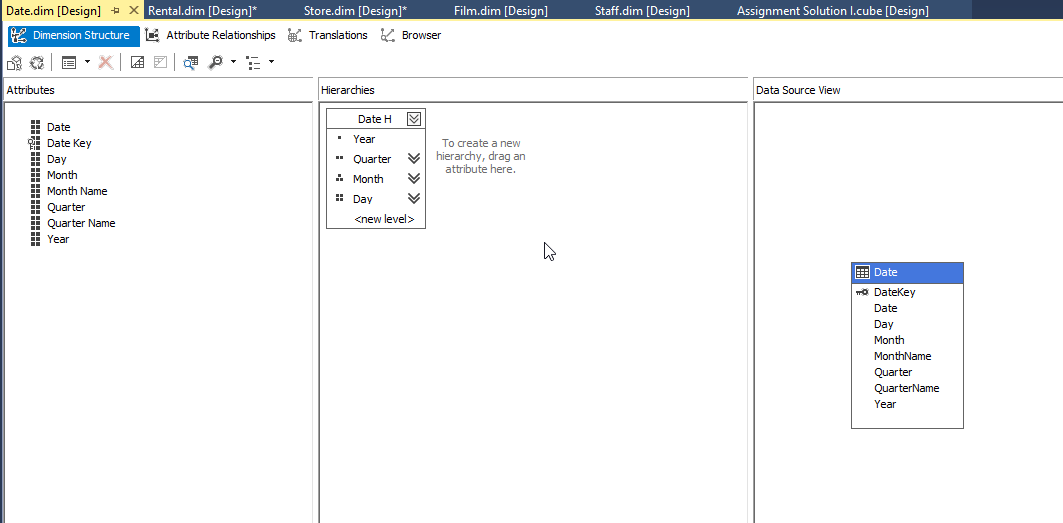 Date.dim [Design] Rental.dim [Design]* Store.dim [Design]* Film.dim [Design] Staff.dim [Design] Assignment Solution I.cube [Design]
Dimension Structure Attribute Relationships Translations Browser
Attributes
Date
Date Key
Day
Month
Month Name
Quarter
Quarter Name
Year
Hierarchies
Date H
Year
Quarter
Month
Day
<new level>
To create a new
hierarchy, drag an
attribute here.
Data Source View
Date
DateKey
Date
Day
Month
MonthName
Quarter
QuarterName
Year